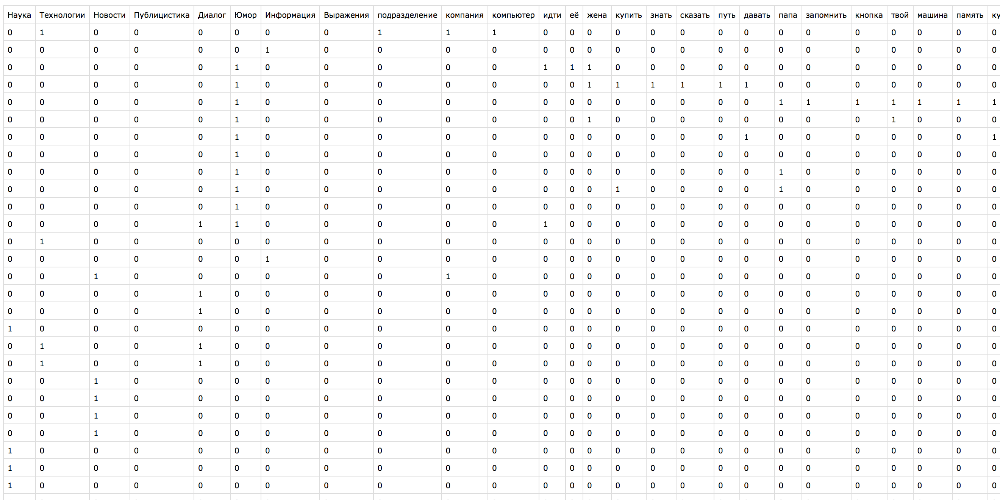 Наука Технологии Новости Публицистика Диалог Юмор Информация Выражения подразделение компания компьютер идти её жена купить знать сказать путь давать папа запомнить кнопка твой машина память ку
0 1 0 0 0 0 0 0 1 1 1 0 0 0 0 0 0 0 0 0 0 0 0 0 0 0
0 0 0 0 0 0 1 0 0 0 0 0 0 0 0 0 0 0 0 0 0 0 0 0 0 0
0 0 0 0 0 1 0 0 0 0 0 1 1 1 0 0 0 0 0 0 0 0 0 0 0 0
0 0 0 0 0 1 0 0 0 0 0 0 0 1 1 1 1 1 1 0 0 0 0 0 0 0
0 0 0 0 0 1 0 0 0 0 0 0 0 0 0 0 0 0 0 1 1 1 1 1 1 1
0 0 0 0 0 1 0 0 0 0 0 0 0 1 0 0 0 0 0 0 0 0 1 0 0 0
0 0 0 0 0 1 0 0 0 0 0 0 0 0 0 0 0 0 1 0 0 0 0 0 0 1
0 0 0 0 0 1 0 0 0 0 0 0 0 0 0 0 0 0 0 0 0 0 0 0 0 0
0 0 0 0 0 1 0 0 0 0 0 0 0 0 0 0 0 0 0 1 0 0 0 0 0 0
0 0 0 0 0 1 0 0 0 0 0 0 0 0 1 0 0 0 0 1 0 0 0 0 0 0
0 0 0 0 0 1 0 0 0 0 0 0 0 0 0 0 0 0 0 0 0 0 0 0 0 0
0 0 0 0 1 1 0 0 0 0 0 1 0 0 0 0 0 0 0 0 0 0 0 0 0 0
0 1 0 0 0 0 0 0 0 0 0 0 0 0 0 0 0 0 0 0 0 0 0 0 0 0
0 0 0 0 0 0 1 0 0 0 0 0 0 0 0 0 0 0 0 0 0 0 0 0 0 0
0 0 1 0 0 0 0 0 0 1 0 0 0 0 0 0 0 0 0 0 0 0 0 0 0 0
0 0 0 0 1 0 0 0 0 0 0 0 0 0 0 0 0 0 0 0 0 0 0 0 0 0
0 0 0 0 1 0 0 0 0 0 0 0 0 0 0 0 0 0 0 0 0 0 0 0 0 0
1 0 0 0 0 0 0 0 0 0 0 0 0 0 0 0 0 0 0 0 0 0 0 0 0 0
0 1 0 0 1 0 0 0 0 0 0 0 0 0 0 0 0 0 0 0 0 0 0 0 0 0
0 1 0 0 1 0 0 0 0 0 0 0 0 0 0 0 0 0 0 0 0 0 0 0 0 0
0 0 1 0 0 0 0 0 0 0 0 0 0 0 0 0 0 0 0 0 0 0 0 0 0 0
0 0 1 0 0 0 0 0 0 0 0 0 0 0 0 0 0 0 0 0 0 0 0 0 0 0
0 0 1 0 0 0 0 0 0 0 0 0 0 0 0 0 0 0 0 0 0 0 0 0 0 0
0 0 1 0 0 0 0 0 0 0 0 0 0 0 0 0 0 0 0 0 0 0 0 0 0 0
1 0 0 0 0 0 0 0 0 0 0 0 0 0 0 0 0 0 0 0 0 0 0 0 0 0
1 0 0 0 0 0 0 0 0 0 0 0 0 0 0 0 0 0 0 0 0 0 0 0 0 0
1 0 0 0 0 0 0 0 0 0 0 0 0 0 0 0 0 0 0 0 0 0 0 0 0 0